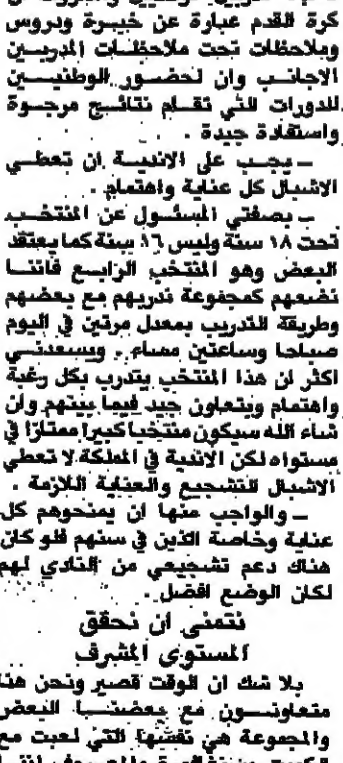 كرة القدم عبارة عن خبرة ودروس
وملاحظات تحت ملاحظات المدربين
الاجانب وان لحضور الوطنيين
للدورات التي تقام نتائج مرجوة
واستفادة جيدة .
– يجب على الاندية ان تعطي
الاشبال كل عناية واهتمام .
– بصفتي المسئول عن المنتخب
تحت ١٨ سنة وليس ١٦ سنة كما يعتقد
البعض وهو المنتخب الرابع فاننا
نضعهم كمجموعة ندربهم مع بعضهم
وطريقة التدريب بمعدل مرتين في اليوم
صباحا وساعتين مساء . ويسعدني
اكثر ان هذا المنتخب يتدرب بكل رغبة
واهتمام ويتعاون جيد فيما بينهم وان
شاء الله سيكون منتخبا كبيرا ممتازا في
مستواه لكن الاندية في المملكة لا تعطي
الاشبال التشجيع والعناية اللازمة .
– والواجب عنها ان يمنحوهم كل
عناية وخاصة الذين في سنهم فلو كان
هناك دعم تشجيعي من النادي لهم
لكان الوضع افضل .
نتمنى ان نحقق
المستوى المشرف
بلا شك ان الوقت قصير ونحن هنا
متعاونون مع بعضنا البعض
والمجموعة هي نفسها التي لعبت مع